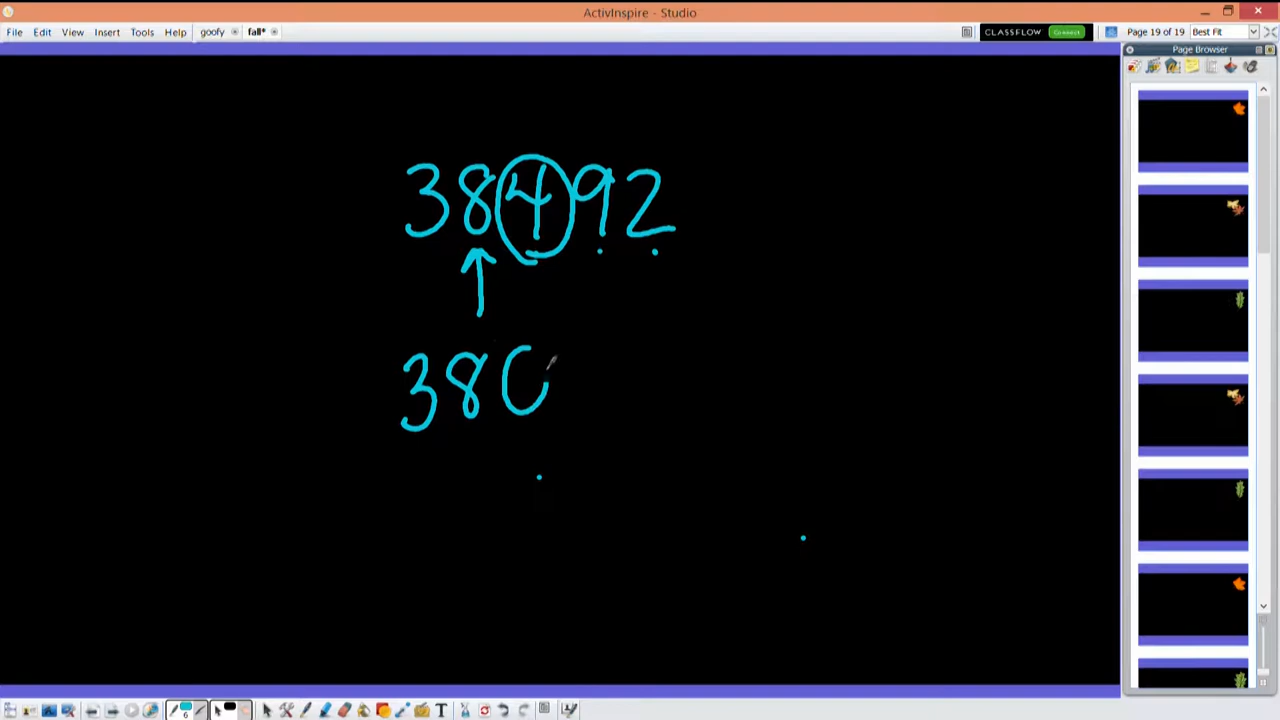 ActivInspire - Studio
File Edit View Insert Tools Help goofy fall* CLASSFLOW Connect Page 19 of 19 Best Fit
Page Browser
38492
380
6 T